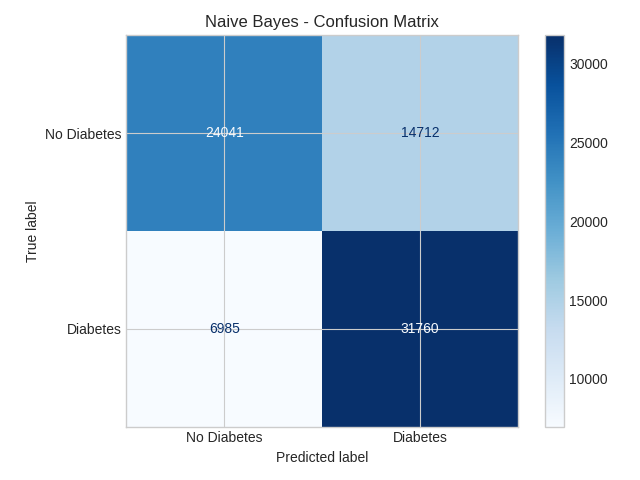 Naive Bayes - Confusion Matrix
True label
No Diabetes
24041
14712
Diabetes
6985
31760
No Diabetes
Diabetes
Predicted label
30000
25000
20000
15000
10000